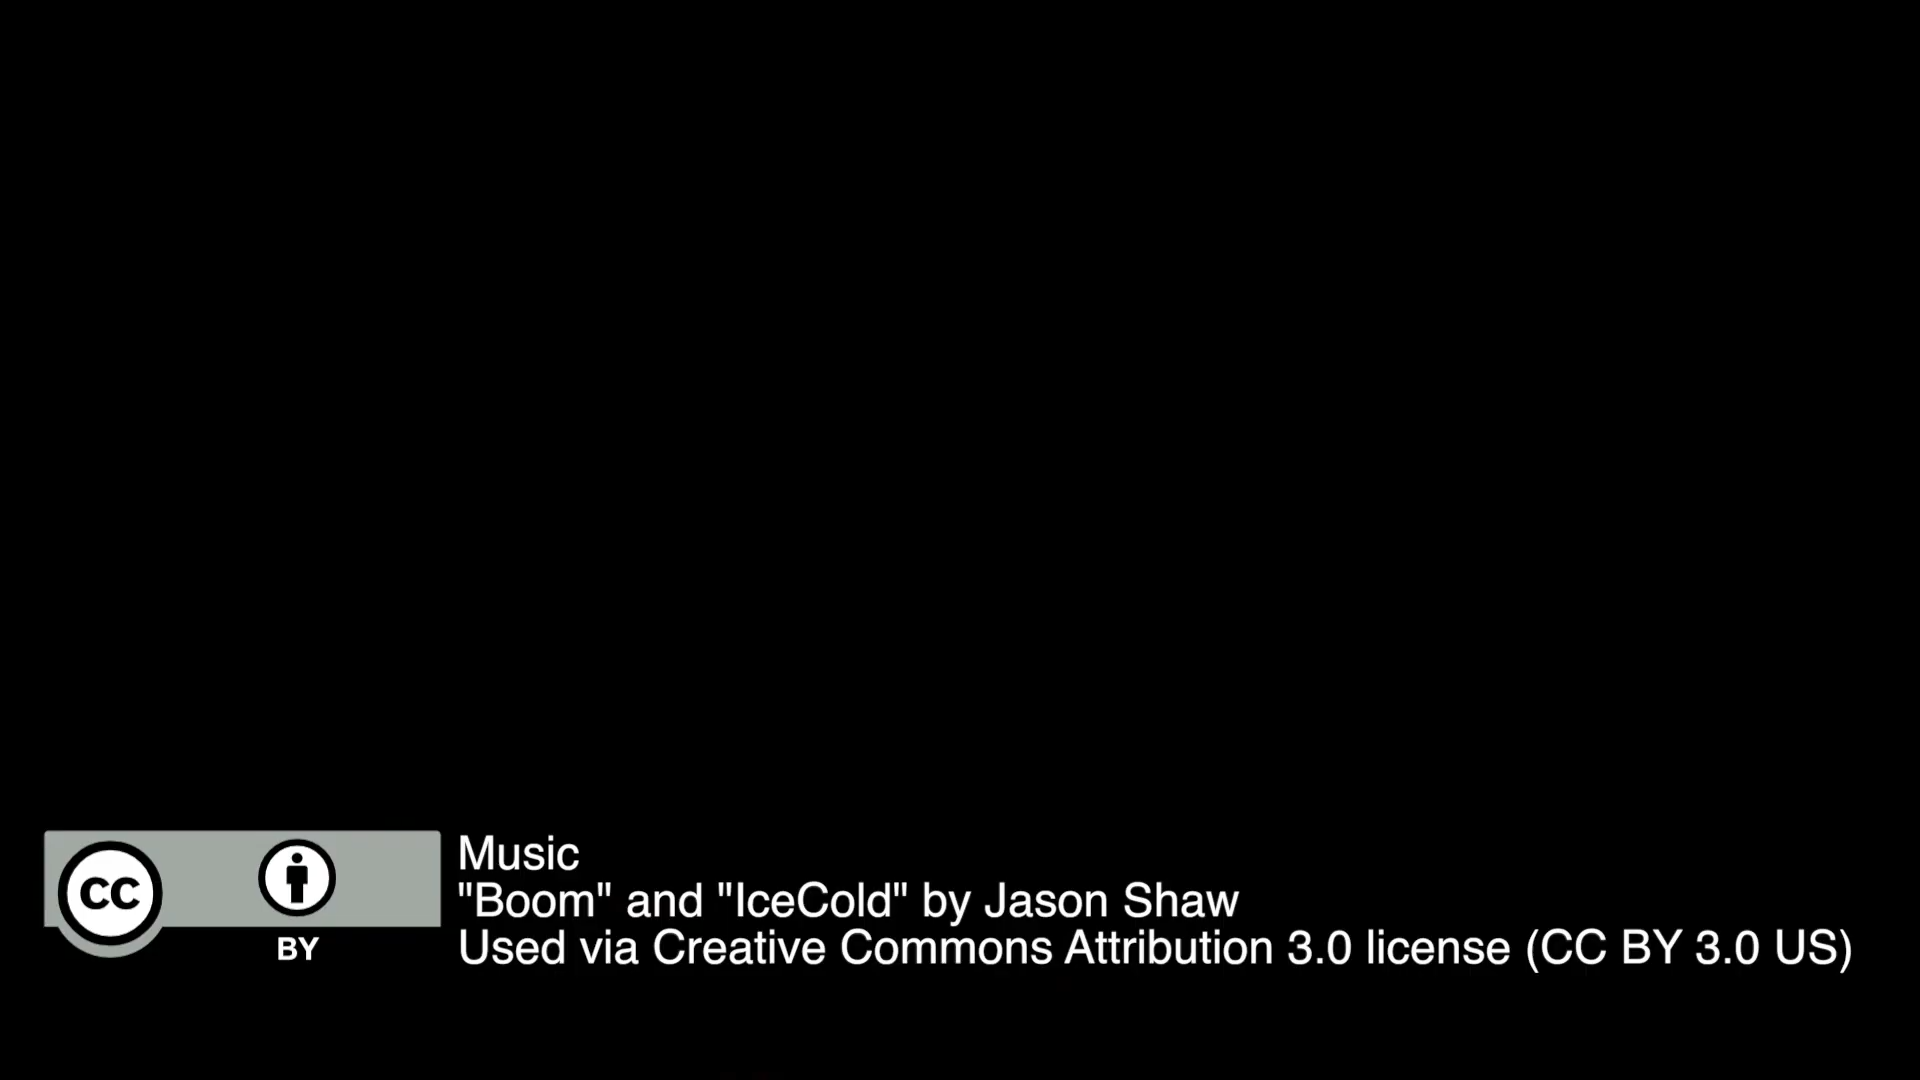 Music
"Boom" and "IceCold" by Jason Shaw
Used via Creative Commons Attribution 3.0 license (CC BY 3.0 US)
CC
BY